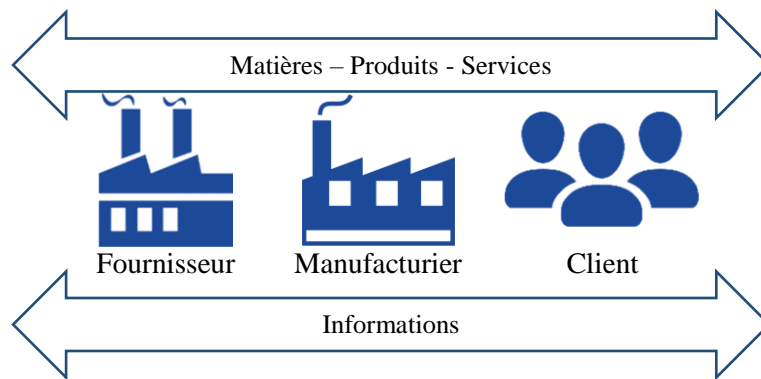 Matières – Produits - Services
Fournisseur Manufacturier Client
Informations